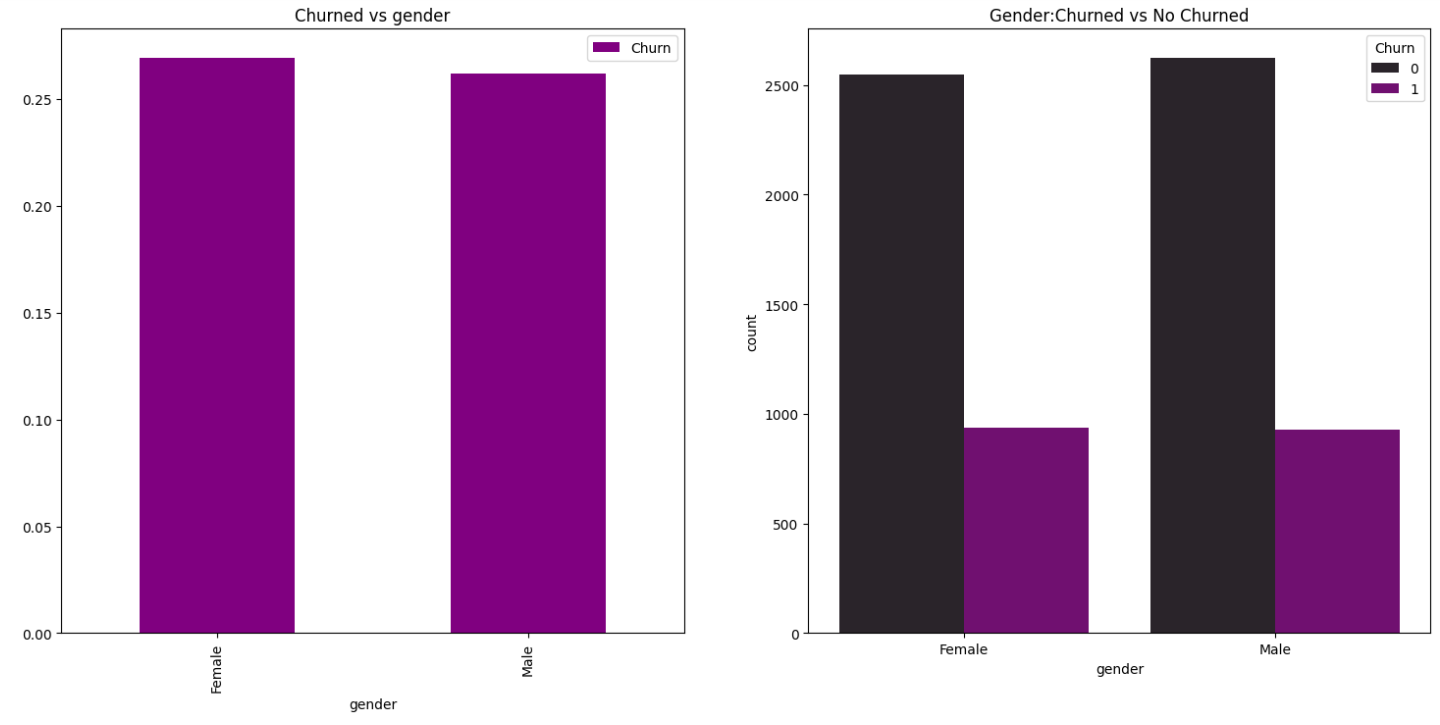 Churned vs gender
Churn
0.25
0.20
0.15
0.10
0.05
0.00
Female
Male
gender
Gender:Churned vs No Churned
Churn
0
1
2500
2000
1500
1000
500
0
count
Female
Male
gender